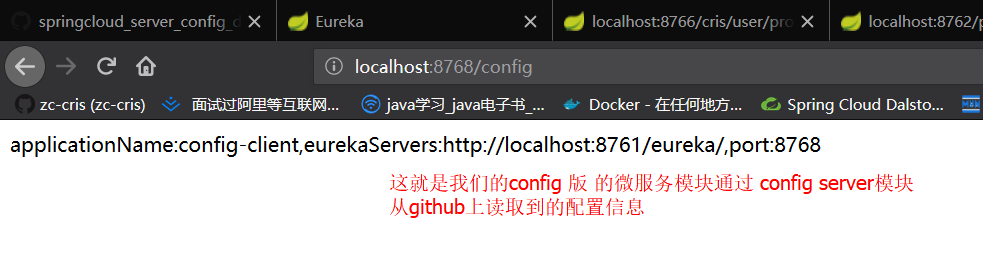 springcloud_server_config_d
Eureka
localhost:8766/cris/user/pro
localhost:8762/p
localhost:8768/config
zc-cris (zc-cris)
面试过阿里等互联网...
java学习_java电子书_...
Docker - 在任何地方...
Spring Cloud Dalsto...
applicationName:config-client,eurekaServers:http://localhost:8761/eureka/,port:8768
这就是我们的config 版 的微服务模块通过 config server模块
从github上读取到的配置信息